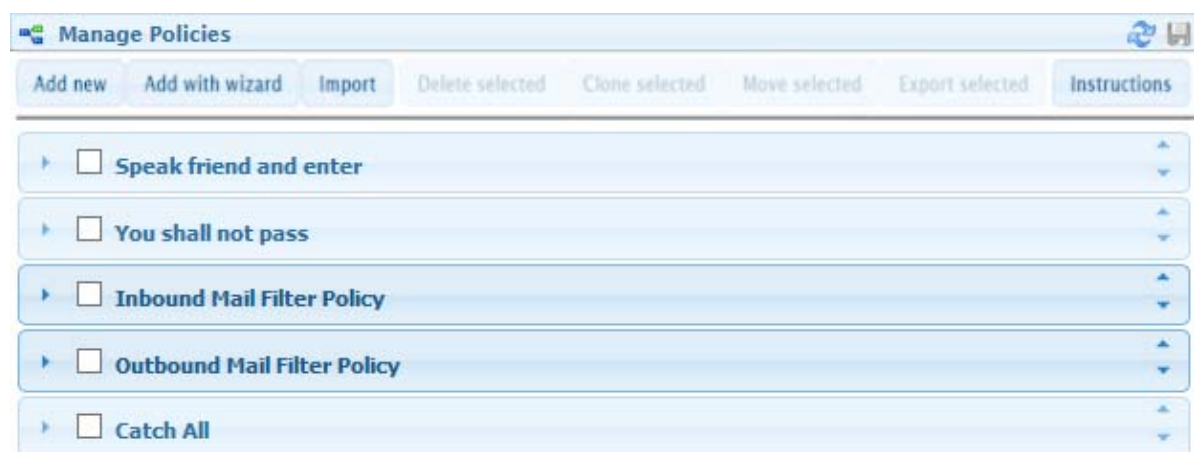 Manage Policies
Add new Add with wizard Import Delete selected Clone selected Move selected Export selected Instructions
Speak friend and enter
You shall not pass
Inbound Mail Filter Policy
Outbound Mail Filter Policy
Catch All